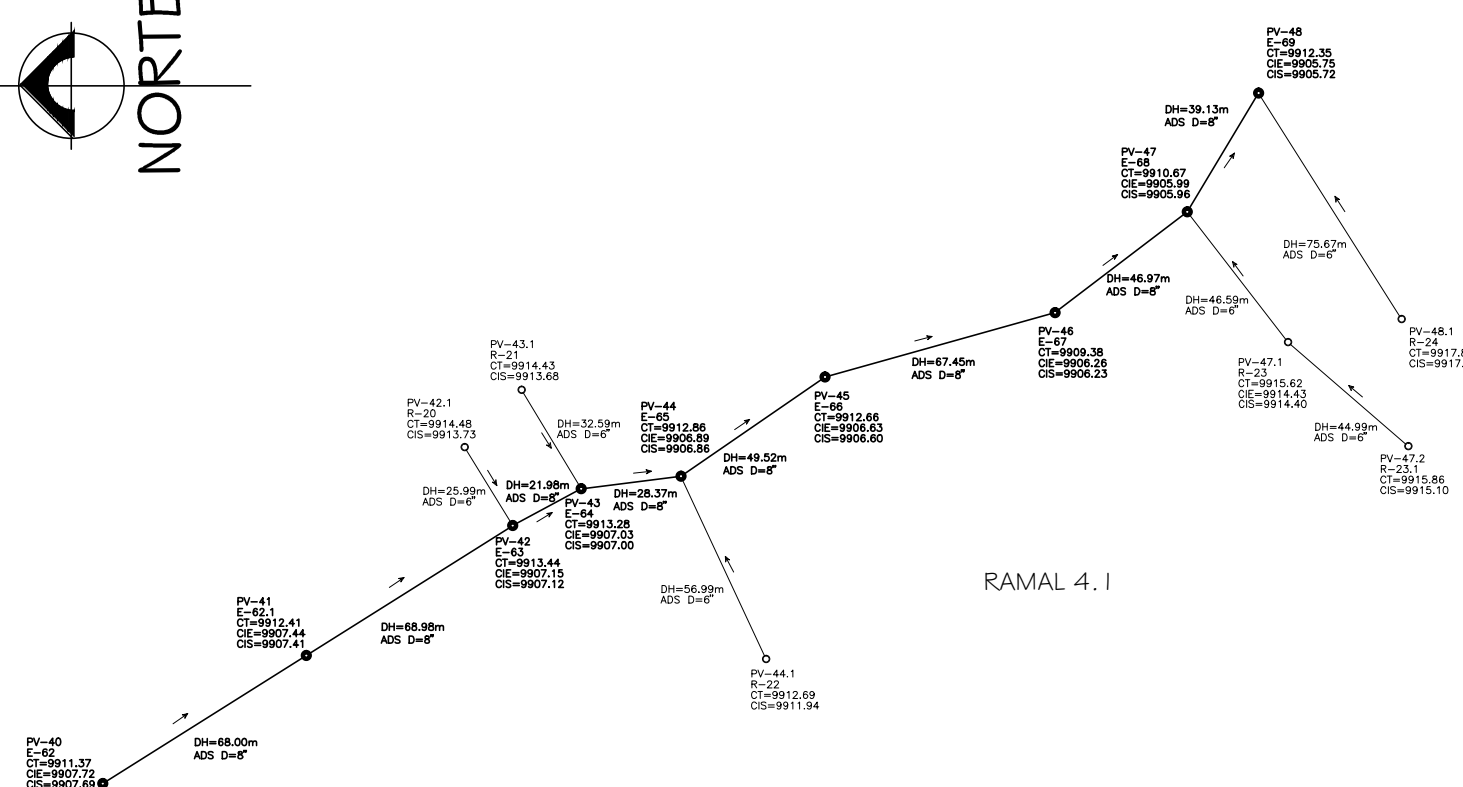 NORTE
PV-48
E-69
CT=9912.35
CIE=9905.75
CIS=9905.72
DH=39.13m
ADS D=8"
PV-47
E-68
CT=9910.67
CIE=9905.99
CIS=9905.96
DH=75.67m
ADS D=6"
DH=46.97m
ADS D=8"
DH=46.59m
ADS D=6"
PV-48.1
R-24
CT=9917.8
CIS=9917.
PV-46
E-67
CT=9909.38
CIE=9906.26
CIS=9906.23
PV-47.1
R-23
CT=9915.62
CIE=9914.43
CIS=9914.40
DH=44.99m
ADS D=6"
PV-47.2
R-23.1
CT=9915.86
CIS=9915.10
DH=67.45m
ADS D=8"
PV-43.1
R-21
CT=9914.43
CIS=9913.68
PV-42.1
R-20
CT=9914.48
CIS=9913.73
DH=32.59m
ADS D=6"
PV-44
E-65
CT=9912.86
CIE=9906.89
CIS=9906.86
PV-45
E-66
CT=9912.66
CIE=9906.63
CIS=9906.60
DH=49.52m
ADS D=8"
DH=25.99m
ADS D=6"
DH=21.98m
ADS D=8"
DH=28.37m
ADS D=8"
PV-43
E-64
CT=9913.28
CIE=9907.03
CIS=9907.00
PV-42
E-63
CT=9913.44
CIE=9907.15
CIS=9907.12
DH=56.99m
ADS D=6"
RAMAL 4.1
PV-41
E-62.1
CT=9912.41
CIE=9907.44
CIS=9907.41
DH=68.98m
ADS D=8"
PV-44.1
R-22
CT=9912.69
CIS=9911.94
PV-40
E-62
CT=9911.37
CIE=9907.72
CIS=9907.69
DH=68.00m
ADS D=8"